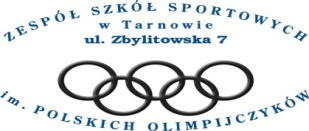 ZESPÓŁ SZKÓŁ SPORTOWYCH
w Tarnowie
ul. Zbylitowska 7
im. POLSKICH OLIMPIJCZYKÓW